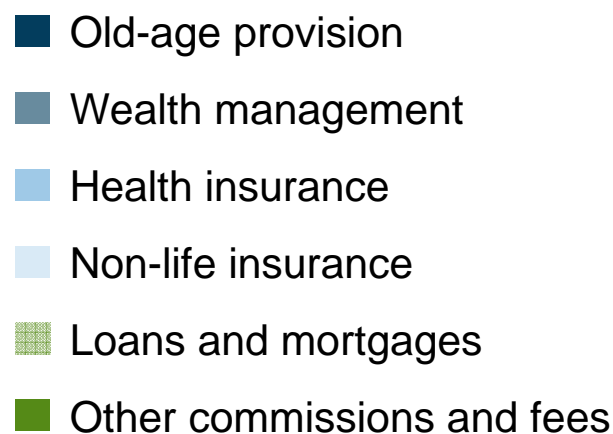 Old-age provision
Wealth management
Health insurance
Non-life insurance
Loans and mortgages
Other commissions and fees